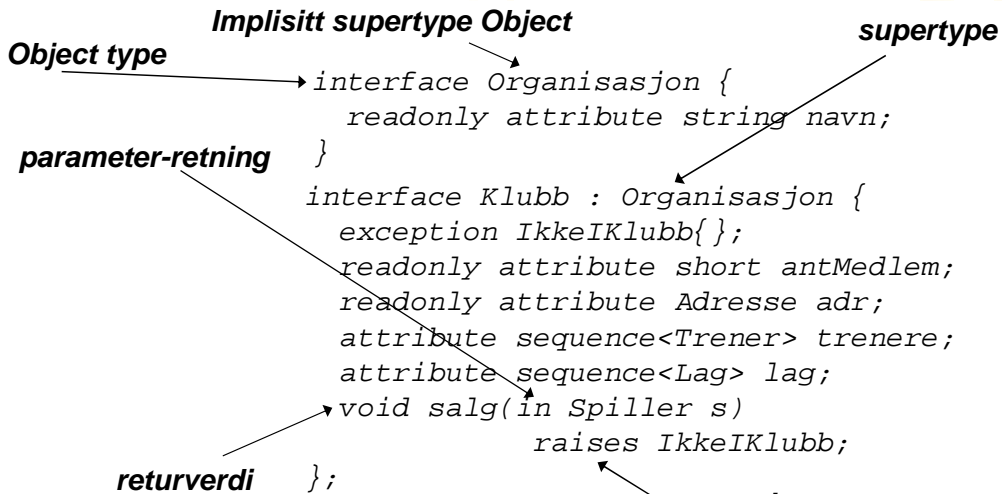 Implisitt supertype Object
supertype
Object type
interface Organisasjon {
readonly attribute string navn;
parameter-retning
}
interface Klubb : Organisasjon {
exception IkkeIKlubb{};
readonly attribute short antMedlem;
readonly attribute Adresse adr;
attribute sequence<Trener> trenere;
attribute sequence<Lag> lag;
void salg(in Spiller s)
raises IkkeIKlubb;
returverdi
};